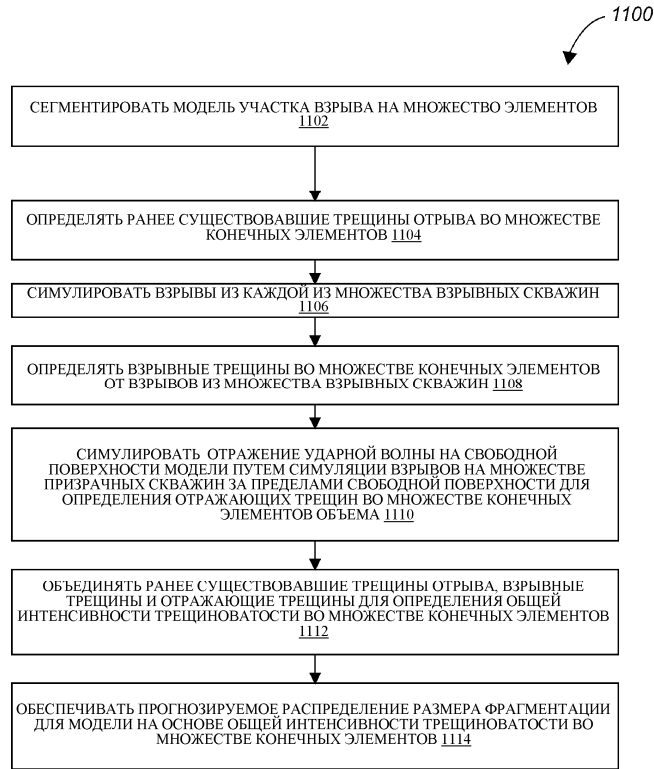 1100
СЕГМЕНТИРОВАТЬ МОДЕЛЬ УЧАСТКА ВЗРЫВА НА МНОЖЕСТВО ЭЛЕМЕНТОВ
1102
ОПРЕДЕЛЯТЬ РАНЕЕ СУЩЕСТВОВАВШИЕ ТРЕЩИНЫ ОТРЫВА ВО МНОЖЕСТВЕ
КОНЕЧНЫХ ЭЛЕМЕНТОВ 1104
СИМУЛИРОВАТЬ ВЗРЫВЫ ИЗ КАЖДОЙ ИЗ МНОЖЕСТВА ВЗРЫВНЫХ СКВАЖИН
1106
ОПРЕДЕЛЯТЬ ВЗРЫВНЫЕ ТРЕЩИНЫ ВО МНОЖЕСТВЕ КОНЕЧНЫХ ЭЛЕМЕНТОВ
ОТ ВЗРЫВОВ ИЗ МНОЖЕСТВА ВЗРЫВНЫХ СКВАЖИН 1108
СИМУЛИРОВАТЬ ОТРАЖЕНИЕ УДАРНОЙ ВОЛНЫ НА СВОБОДНОЙ
ПОВЕРХНОСТИ МОДЕЛИ ПУТЕМ СИМУЛЯЦИИ ВЗРЫВОВ НА МНОЖЕСТВЕ
ПРИЗРАЧНЫХ СКВАЖИН ЗА ПРЕДЕЛАМИ СВОБОДНОЙ ПОВЕРХНОСТИ ДЛЯ
ОПРЕДЕЛЕНИЯ ОТРАЖАЮЩИХ ТРЕЩИН ВО МНОЖЕСТВЕ КОНЕЧНЫХ
ЭЛЕМЕНТОВ ОБЪЕМА 1110
ОБЪЕДИНЯТЬ РАНЕЕ СУЩЕСТВОВАВШИЕ ТРЕЩИНЫ ОТРЫВА, ВЗРЫВНЫЕ
ТРЕЩИНЫ И ОТРАЖАЮЩИЕ ТРЕЩИНЫ ДЛЯ ОПРЕДЕЛЕНИЯ ОБЩЕЙ
ИНТЕНСИВНОСТИ ТРЕЩИНОВАТОСТИ ВО МНОЖЕСТВЕ КОНЕЧНЫХ ЭЛЕМЕНТОВ
1112
ОБЕСПЕЧИВАТЬ ПРОГНОЗИРУЕМОЕ РАСПРЕДЕЛЕНИЕ РАЗМЕРА ФРАГМЕНТАЦИИ
ДЛЯ МОДЕЛИ НА ОСНОВЕ ОБЩЕЙ ИНТЕНСИВНОСТИ ТРЕЩИНОВАТОСТИ ВО
МНОЖЕСТВЕ КОНЕЧНЫХ ЭЛЕМЕНТОВ 1114